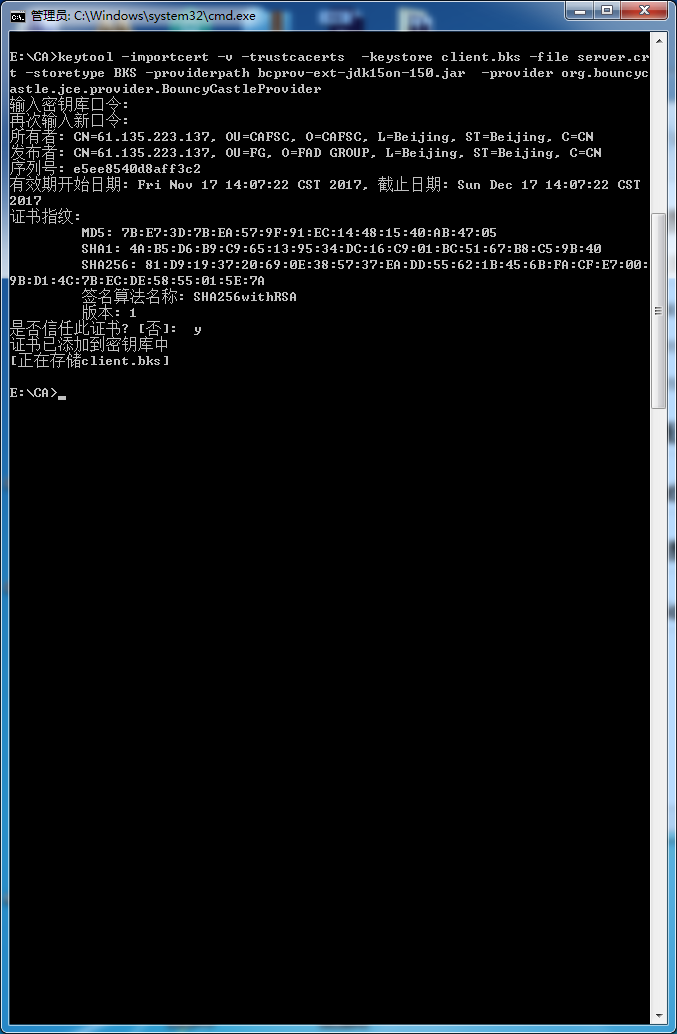 管理员: C:\Windows\system32\cmd.exe
E:\CA>keytool -importcert -v -trustcacerts  -keystore client.bks -file server.cr
t -storetype BKS -providerpath bcprov-ext-jdk15on-150.jar  -provider org.bouncyc
astle.jce.provider.BouncyCastleProvider
输入密钥库口令:
再次输入新口令:
所有者: CN=61.135.223.137, OU=CAFSC, O=CAFSC, L=Beijing, ST=Beijing, C=CN
发布者: CN=61.135.223.137, OU=FG, O=FAD GROUP, L=Beijing, ST=Beijing, C=CN
序列号: e5ee8540d8aff3c2
有效期开始日期: Fri Nov 17 14:07:22 CST 2017, 截止日期: Sun Dec 17 14:07:22 CST
2017
证书指纹:
MD5: 7B:E7:3D:7B:EA:57:9F:91:EC:14:48:15:40:AB:47:05
SHA1: 4A:B5:D6:B9:C9:65:13:95:34:DC:16:C9:01:BC:51:67:B8:C5:9B:40
SHA256: 81:D9:19:37:20:69:0E:38:57:37:EA:DD:55:62:1B:45:6B:FA:CF:E7:00:
9B:D1:4C:7B:EC:DE:58:55:01:5E:7A
签名算法名称: SHA256withRSA
版本: 1
是否信任此证书? [否]:  y
证书已添加到密钥库中
[正在存储client.bks]
E:\CA>